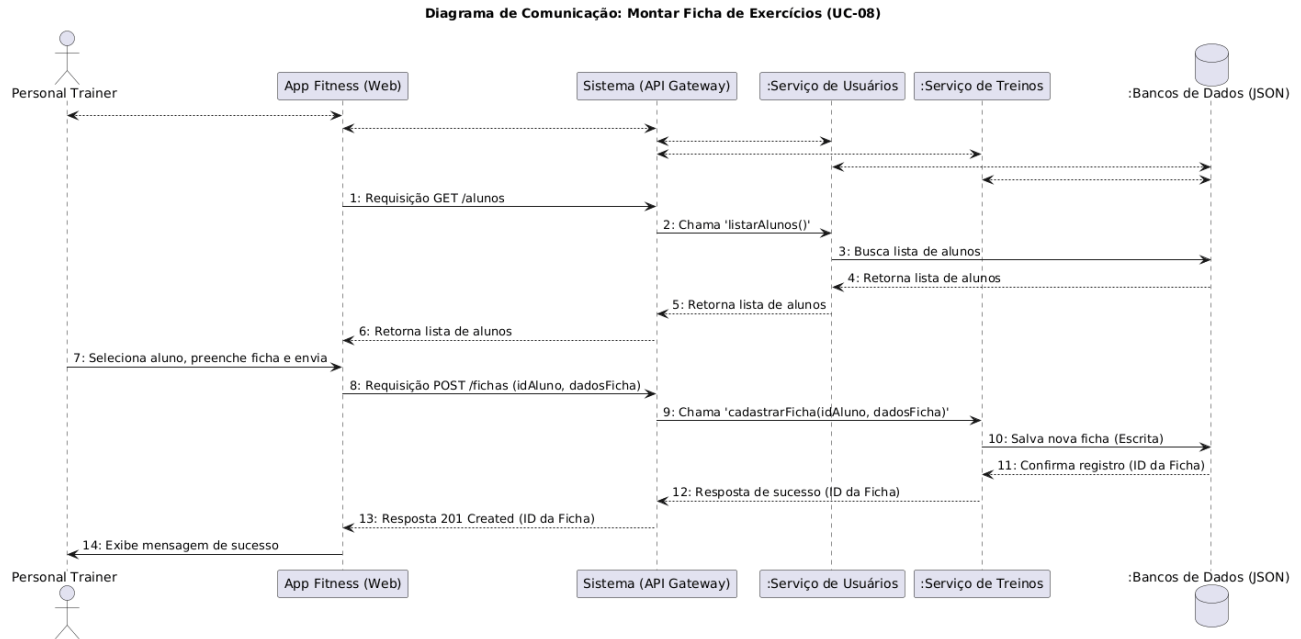 Diagrama de Comunicação: Montar Ficha de Exercícios (UC-08)
Personal Trainer
App Fitness (Web)
Sistema (API Gateway)
:Serviço de Usuários
:Serviço de Treinos
:Bancos de Dados (JSON)
1: Requisição GET /alunos
2: Chama 'listarAlunos()'
3: Busca lista de alunos
4: Retorna lista de alunos
5: Retorna lista de alunos
6: Retorna lista de alunos
7: Seleciona aluno, preenche ficha e envia
8: Requisição POST /fichas (idAluno, dadosFicha)
9: Chama 'cadastrarFicha(idAluno, dadosFicha)'
10: Salva nova ficha (Escrita)
11: Confirma registro (ID da Ficha)
12: Resposta de sucesso (ID da Ficha)
13: Resposta 201 Created (ID da Ficha)
14: Exibe mensagem de sucesso
Personal Trainer
App Fitness (Web)
Sistema (API Gateway)
:Serviço de Usuários
:Serviço de Treinos
:Bancos de Dados (JSON)